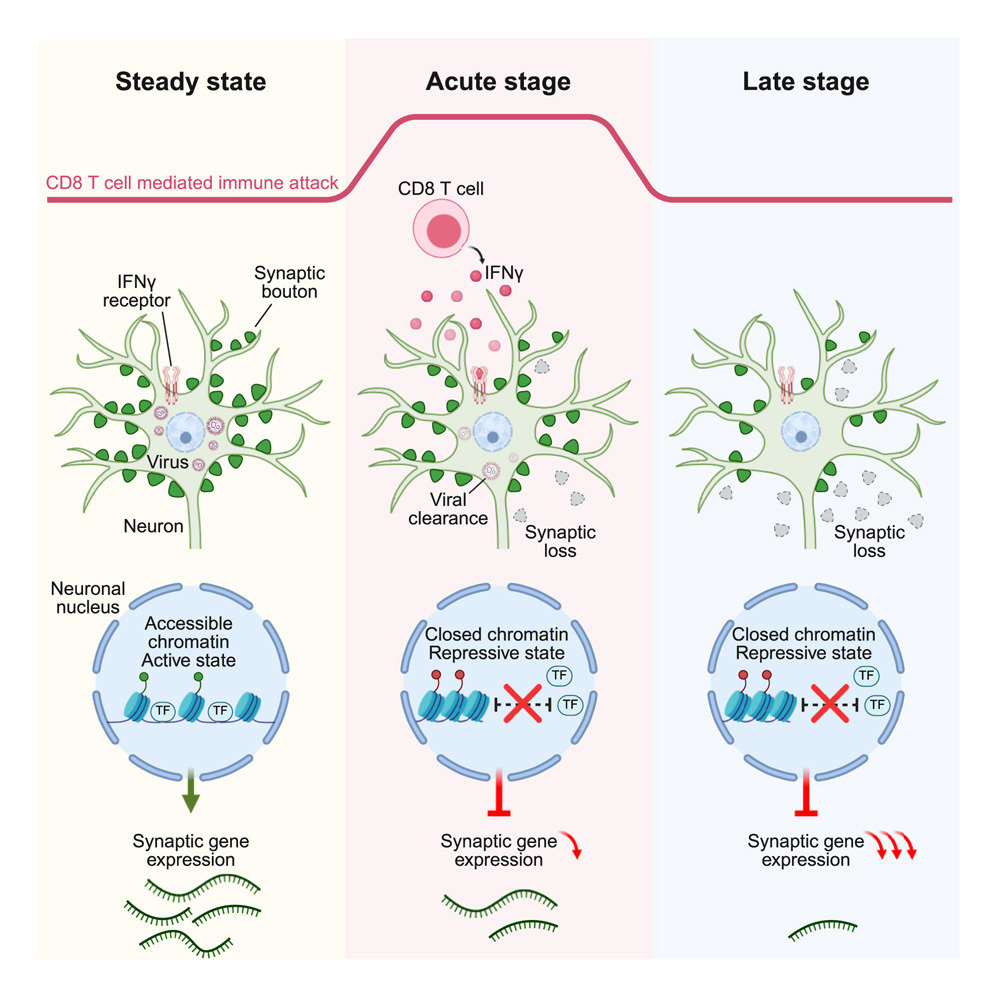 Steady state
Acute stage
Late stage
CD8 T cell mediated immune attack
CD8 T cell
IFNγ
IFNγ
receptor
Synaptic
bouton
Virus
Neuron
Viral
clearance
Synaptic
loss
Synaptic
loss
Neuronal
nucleus
Accessible
chromatin
Active state
TF
TF
Closed chromatin
Repressive state
TF
TF
Closed chromatin
Repressive state
TF
TF
Synaptic gene
expression
Synaptic gene
expression
Synaptic gene
expression